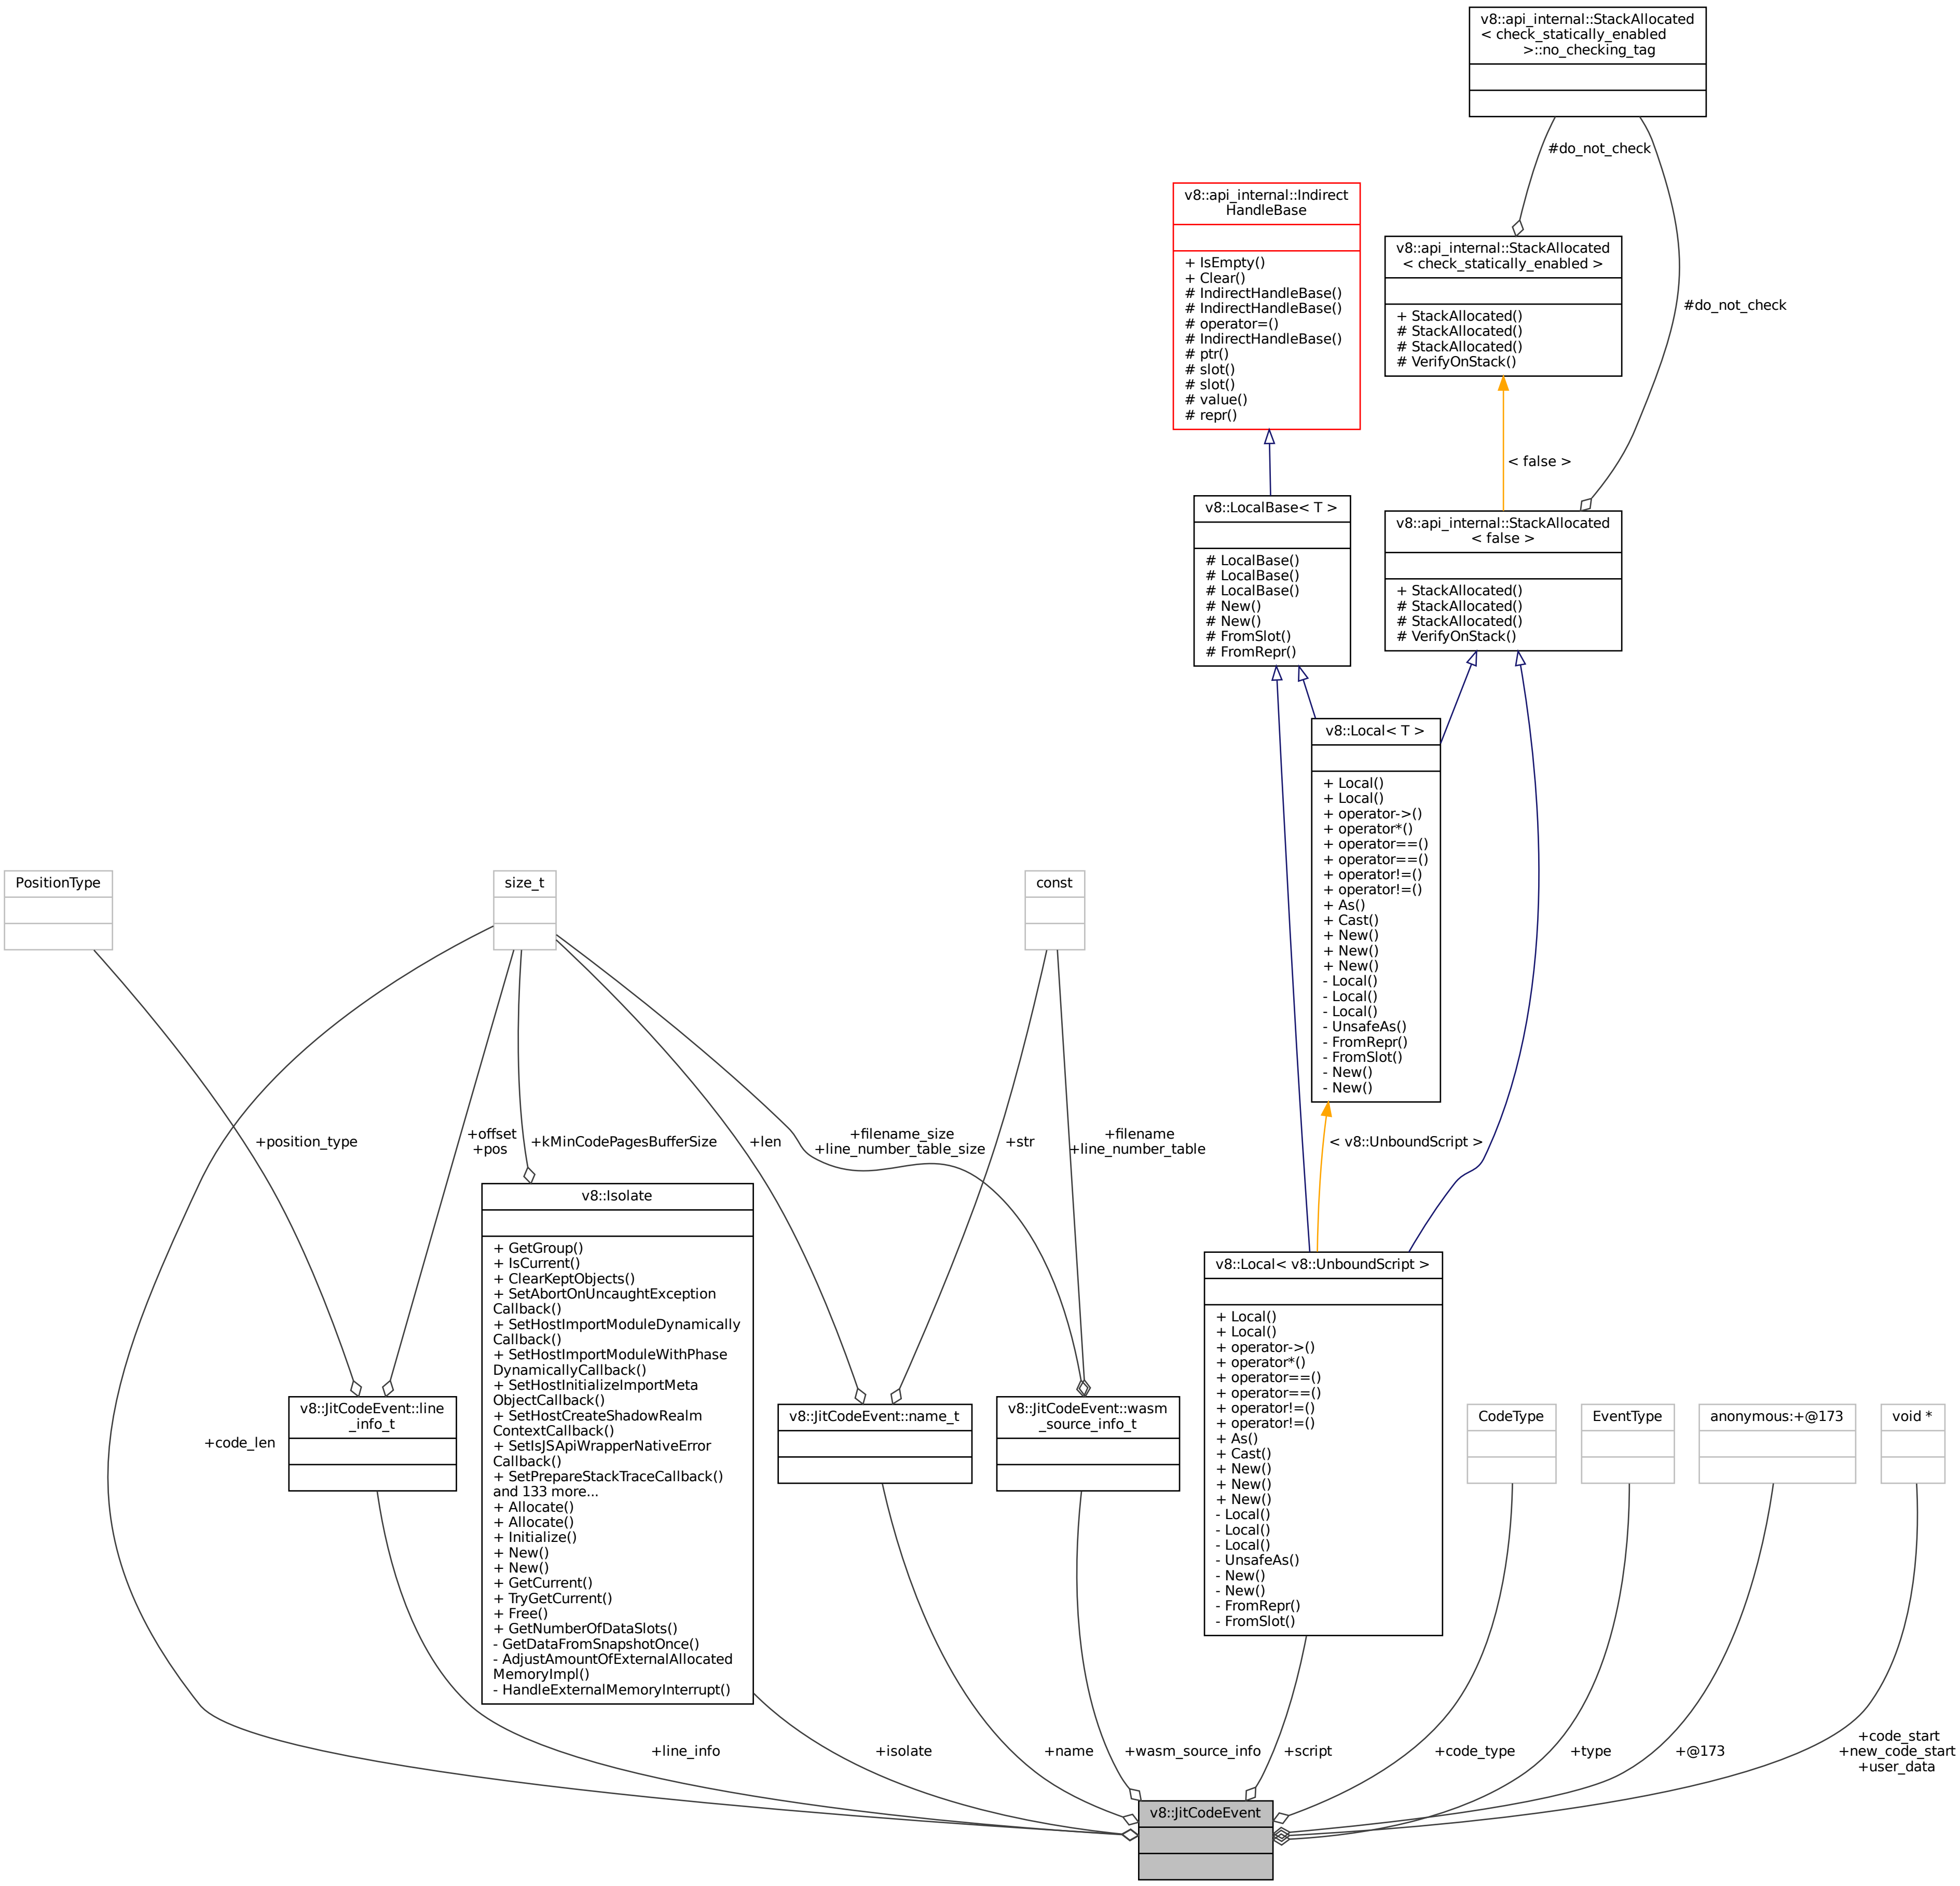 v8::api_internal::StackAllocated
< check_statically_enabled
>::no_checking_tag
#do_not_check
v8::api_internal::Indirect
HandleBase
+ IsEmpty()
+ Clear()
# IndirectHandleBase()
# IndirectHandleBase()
# operator=()
# IndirectHandleBase()
# ptr()
# slot()
# slot()
# value()
# repr()
v8::api_internal::StackAllocated
< check_statically_enabled >
+ StackAllocated()
# StackAllocated()
# StackAllocated()
# VerifyOnStack()
#do_not_check
< false >
v8::LocalBase< T >
# LocalBase()
# LocalBase()
# LocalBase()
# New()
# New()
# FromSlot()
# FromRepr()
v8::api_internal::StackAllocated
< false >
+ StackAllocated()
# StackAllocated()
# StackAllocated()
# VerifyOnStack()
v8::Local< T >
+ Local()
+ Local()
+ operator->()
+ operator*()
+ operator==()
+ operator==()
+ operator!=()
+ operator!=()
+ As()
+ Cast()
+ New()
+ New()
+ New()
- Local()
- Local()
- Local()
- UnsafeAs()
- FromRepr()
- FromSlot()
- New()
- New()
PositionType
size_t
const
+position_type
+offset
+pos
+kMinCodePagesBufferSize
+len
+filename_size
+line_number_table_size
+str
+filename
+line_number_table
< v8::UnboundScript >
v8::Isolate
+ GetGroup()
+ IsCurrent()
+ ClearKeptObjects()
+ SetAbortOnUncaughtException
Callback()
+ SetHostImportModuleDynamically
Callback()
+ SetHostImportModuleWithPhase
DynamicallyCallback()
+ SetHostInitializeImportMeta
ObjectCallback()
+ SetHostCreateShadowRealm
ContextCallback()
+ SetIsJSApiWrapperNativeError
Callback()
+ SetPrepareStackTraceCallback()
and 133 more...
+ Allocate()
+ Allocate()
+ Initialize()
+ New()
+ New()
+ GetCurrent()
+ TryGetCurrent()
+ Free()
+ GetNumberOfDataSlots()
- GetDataFromSnapshotOnce()
- AdjustAmountOfExternalAllocated
MemoryImpl()
- HandleExternalMemoryInterrupt()
v8::Local< v8::UnboundScript >
+ Local()
+ Local()
+ operator->()
+ operator*()
+ operator==()
+ operator==()
+ operator!=()
+ operator!=()
+ As()
+ Cast()
+ New()
+ New()
+ New()
- Local()
- Local()
- Local()
- UnsafeAs()
- New()
- New()
- FromRepr()
- FromSlot()
+code_len
v8::JitCodeEvent::line
_info_t
v8::JitCodeEvent::name_t
v8::JitCodeEvent::wasm
_source_info_t
CodeType
EventType
anonymous:+@173
void *
+line_info
+isolate
+name
+wasm_source_info
+script
+code_type
+type
+@173
+code_start
+new_code_start
+user_data
v8::JitCodeEvent